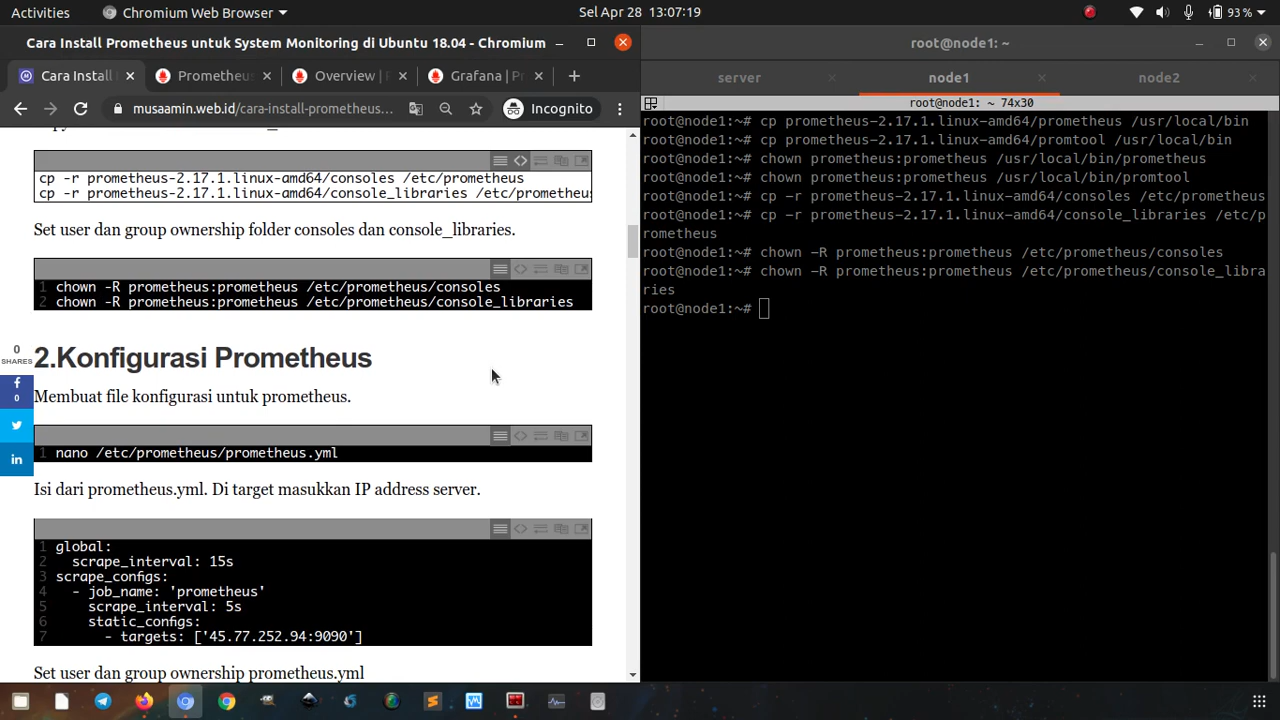 Activities
Chromium Web Browser
Sel Apr 28 13:07:19
93 %
Cara Install Prometheus untuk System Monitoring di Ubuntu 18.04 - Chromium
Cara Install
Prometheus
Overview | P
Grafana | Pr
musaamin.web.id/cara-install-prometheus…
Incognito
cp -r prometheus-2.17.1.linux-amd64/consoles /etc/prometheus
cp -r prometheus-2.17.1.linux-amd64/console_libraries /etc/prometheus
Set user dan group ownership folder consoles dan console_libraries.
1 chown -R prometheus:prometheus /etc/prometheus/consoles
2 chown -R prometheus:prometheus /etc/prometheus/console_libraries
0
SHARES
0
2.Konfigurasi Prometheus
Membuat file konfigurasi untuk prometheus.
1 nano /etc/prometheus/prometheus.yml
Isi dari prometheus.yml. Di target masukkan IP address server.
1 global:
2   scrape_interval: 15s
3 scrape_configs:
4   - job_name: 'prometheus'
5     scrape_interval: 5s
6     static_configs:
7       - targets: ['45.77.252.94:9090']
Set user dan group ownership prometheus.yml
root@node1: ~
server
node1
node2
root@node1: ~ 74x30
root@node1:~# cp prometheus-2.17.1.linux-amd64/prometheus /usr/local/bin
root@node1:~# cp prometheus-2.17.1.linux-amd64/promtool /usr/local/bin
root@node1:~# chown prometheus:prometheus /usr/local/bin/prometheus
root@node1:~# chown prometheus:prometheus /usr/local/bin/promtool
root@node1:~# cp -r prometheus-2.17.1.linux-amd64/consoles /etc/prometheus
root@node1:~# cp -r prometheus-2.17.1.linux-amd64/console_libraries /etc/p
rometheus
root@node1:~# chown -R prometheus:prometheus /etc/prometheus/consoles
root@node1:~# chown -R prometheus:prometheus /etc/prometheus/console_libra
ries
root@node1:~#